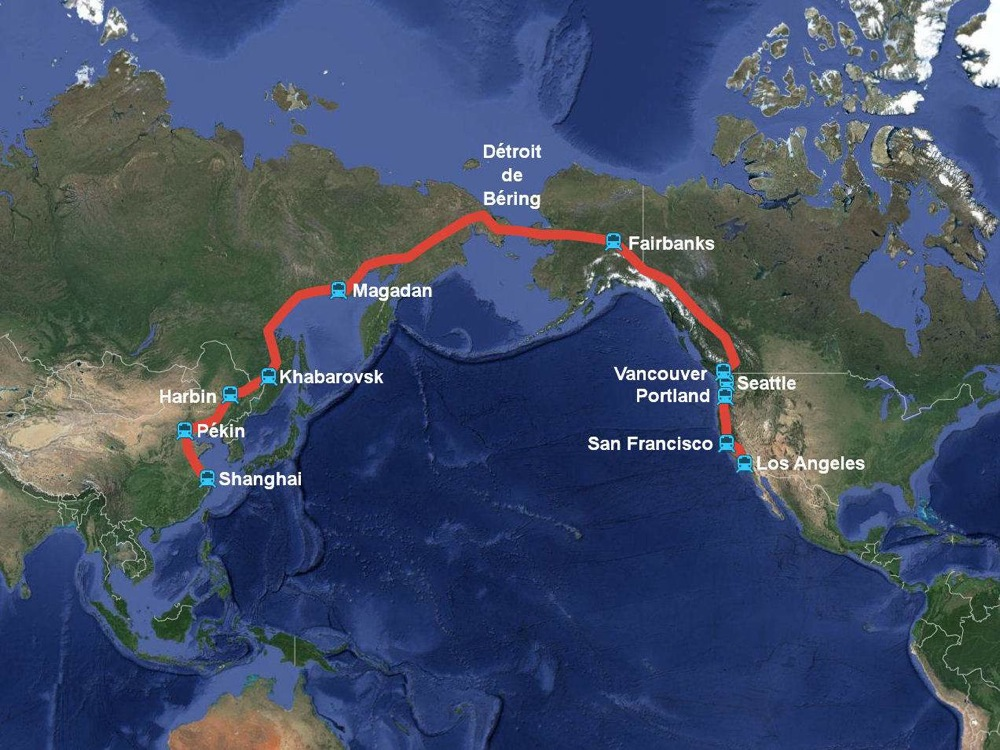 Détroit
de
Béring
Fairbanks
Magadan
Vancouver
Khabarovsk
Seattle
Harbin
Portland
Pékin
San Francisco
Los Angeles
Shanghai